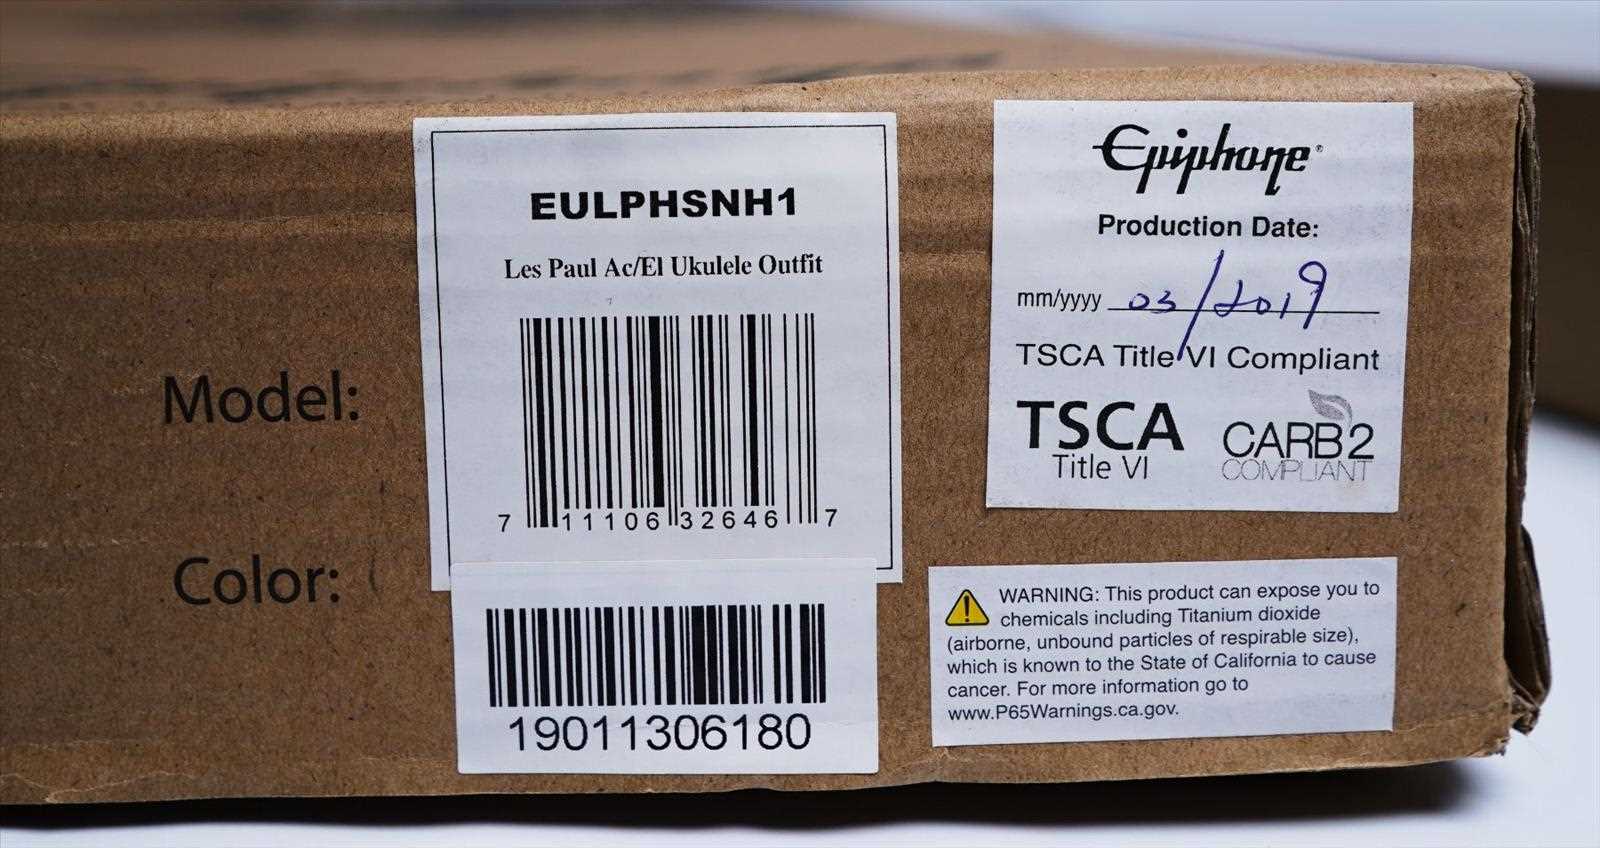 Model:
Color:
EULPHSNH1
Les Paul Ac/El Ukulele Outfit
7 11106 32646 7
19011306180
Epiphone®
Production Date:
mm/yyyy 03/2019
TSCA Title VI Compliant
TSCA
Title VI
CARB2
COMPLIANT
WARNING: This product can expose you to
chemicals including Titanium dioxide
(airborne, unbound particles of respirable size),
which is known to the State of California to cause
cancer. For more information go to
www.P65Warnings.ca.gov.